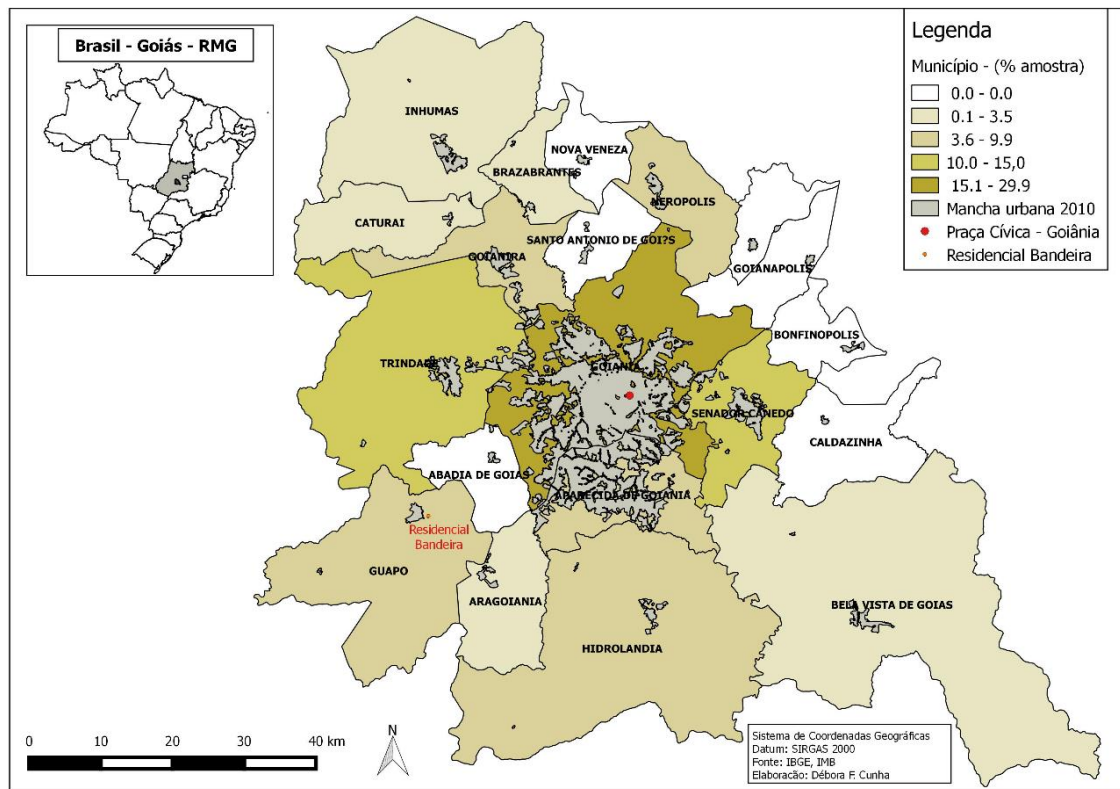 Brasil - Goiás - RMG
Legenda
Município - (% amostra)
0.0 - 0.0
0.1 - 3.5
3.6 - 9.9
10.0 - 15,0
15.1 - 29.9
Mancha urbana 2010
Praça Cívica - Goiânia
Residencial Bandeira
INHUMAS
NOVA VENEZA
BRAZABRANTES
NEROPOLIS
CATURAI
SANTO ANTONIO DE GOI?S
GOIANIRA
GOIANAPOLIS
BONFINOPOLIS
TRINDADE
GOIANIA
SENADOR CANEDO
CALDAZINHA
ABADIA DE GOIAS
APARECIDA DE GOIANIA
Residencial
Bandeira
GUAPO
ARAGOIANIA
BELA VISTA DE GOIAS
HIDROLANDIA
N
0 10 20 30 40 km
Sistema de Coordenadas Geográficas
Datum: SIRGAS 2000
Fonte: IBGE, IMB
Elaboracão: Débora F. Cunha